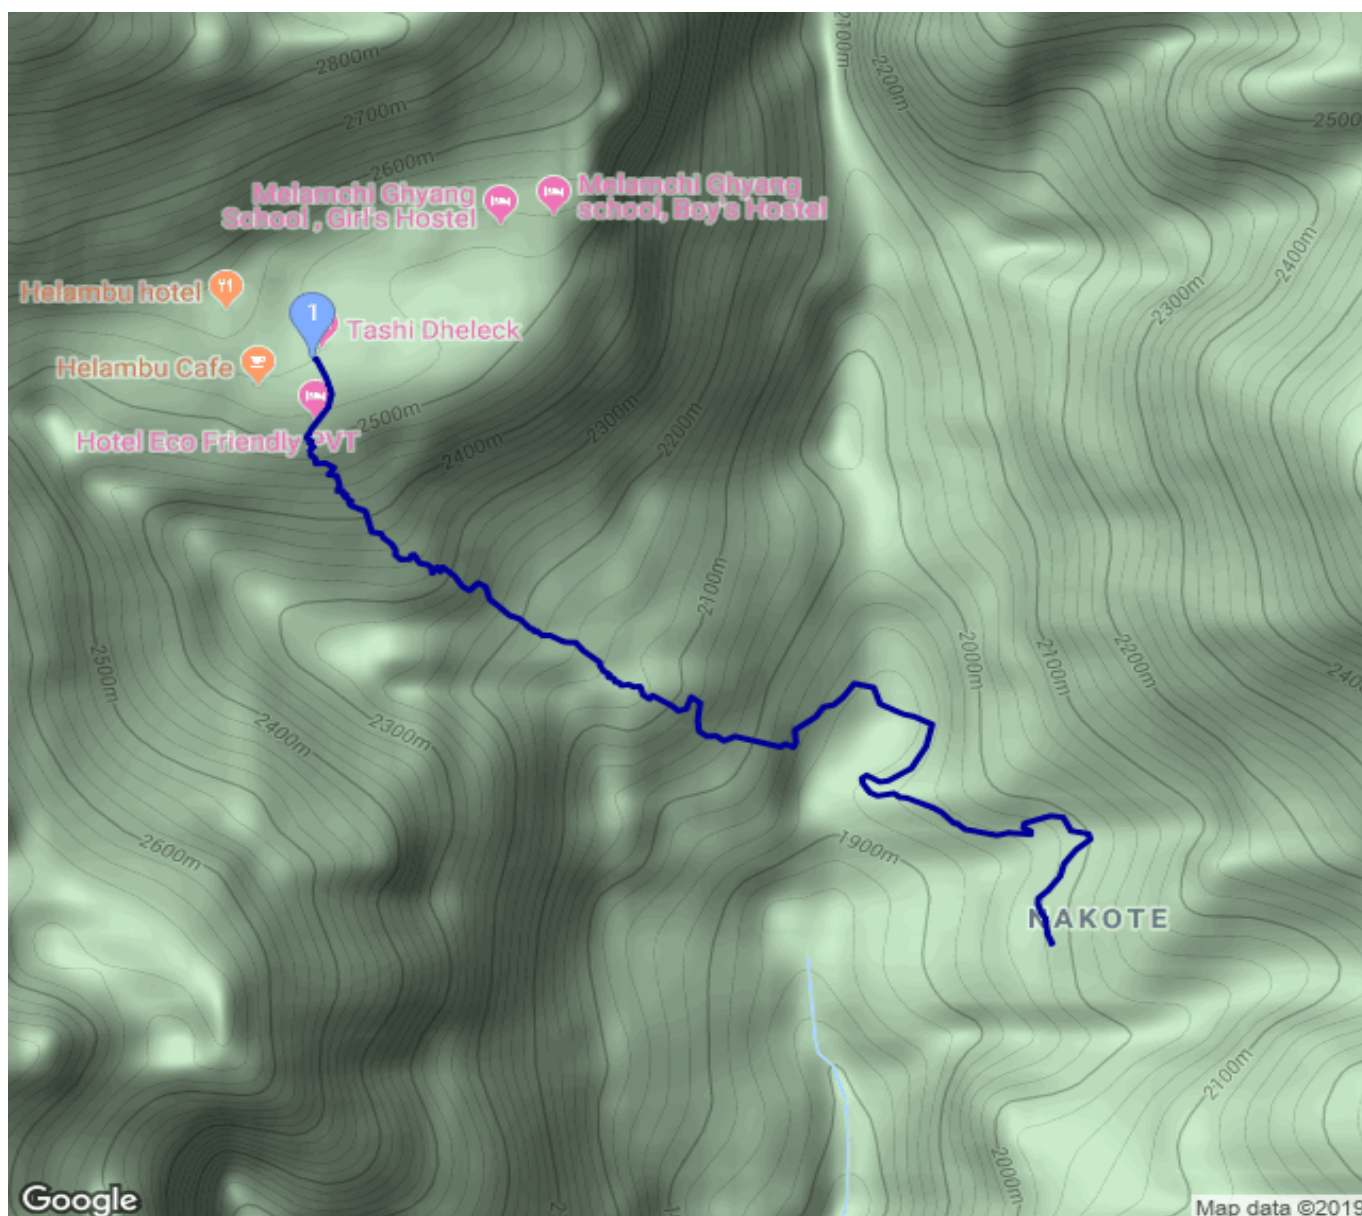 2100m
2800m
2200m
2700m
2500
2600m
Melamchi Ghyang
School , Girl's Hostel
Melamchi Ghyang
school, Boy's Hostel
2400m
Helambu hotel
2300m
1
Tashi Dheleck
Helambu Cafe
2500m
2300m
2200m
Hotel Eco Friendly PVT
2400m
2100m
2000m
2100m
2200m
2500m
2400m
2300m
2600m
1900m
NAKOTE
2100m
2000m
Google
Map data ©2019